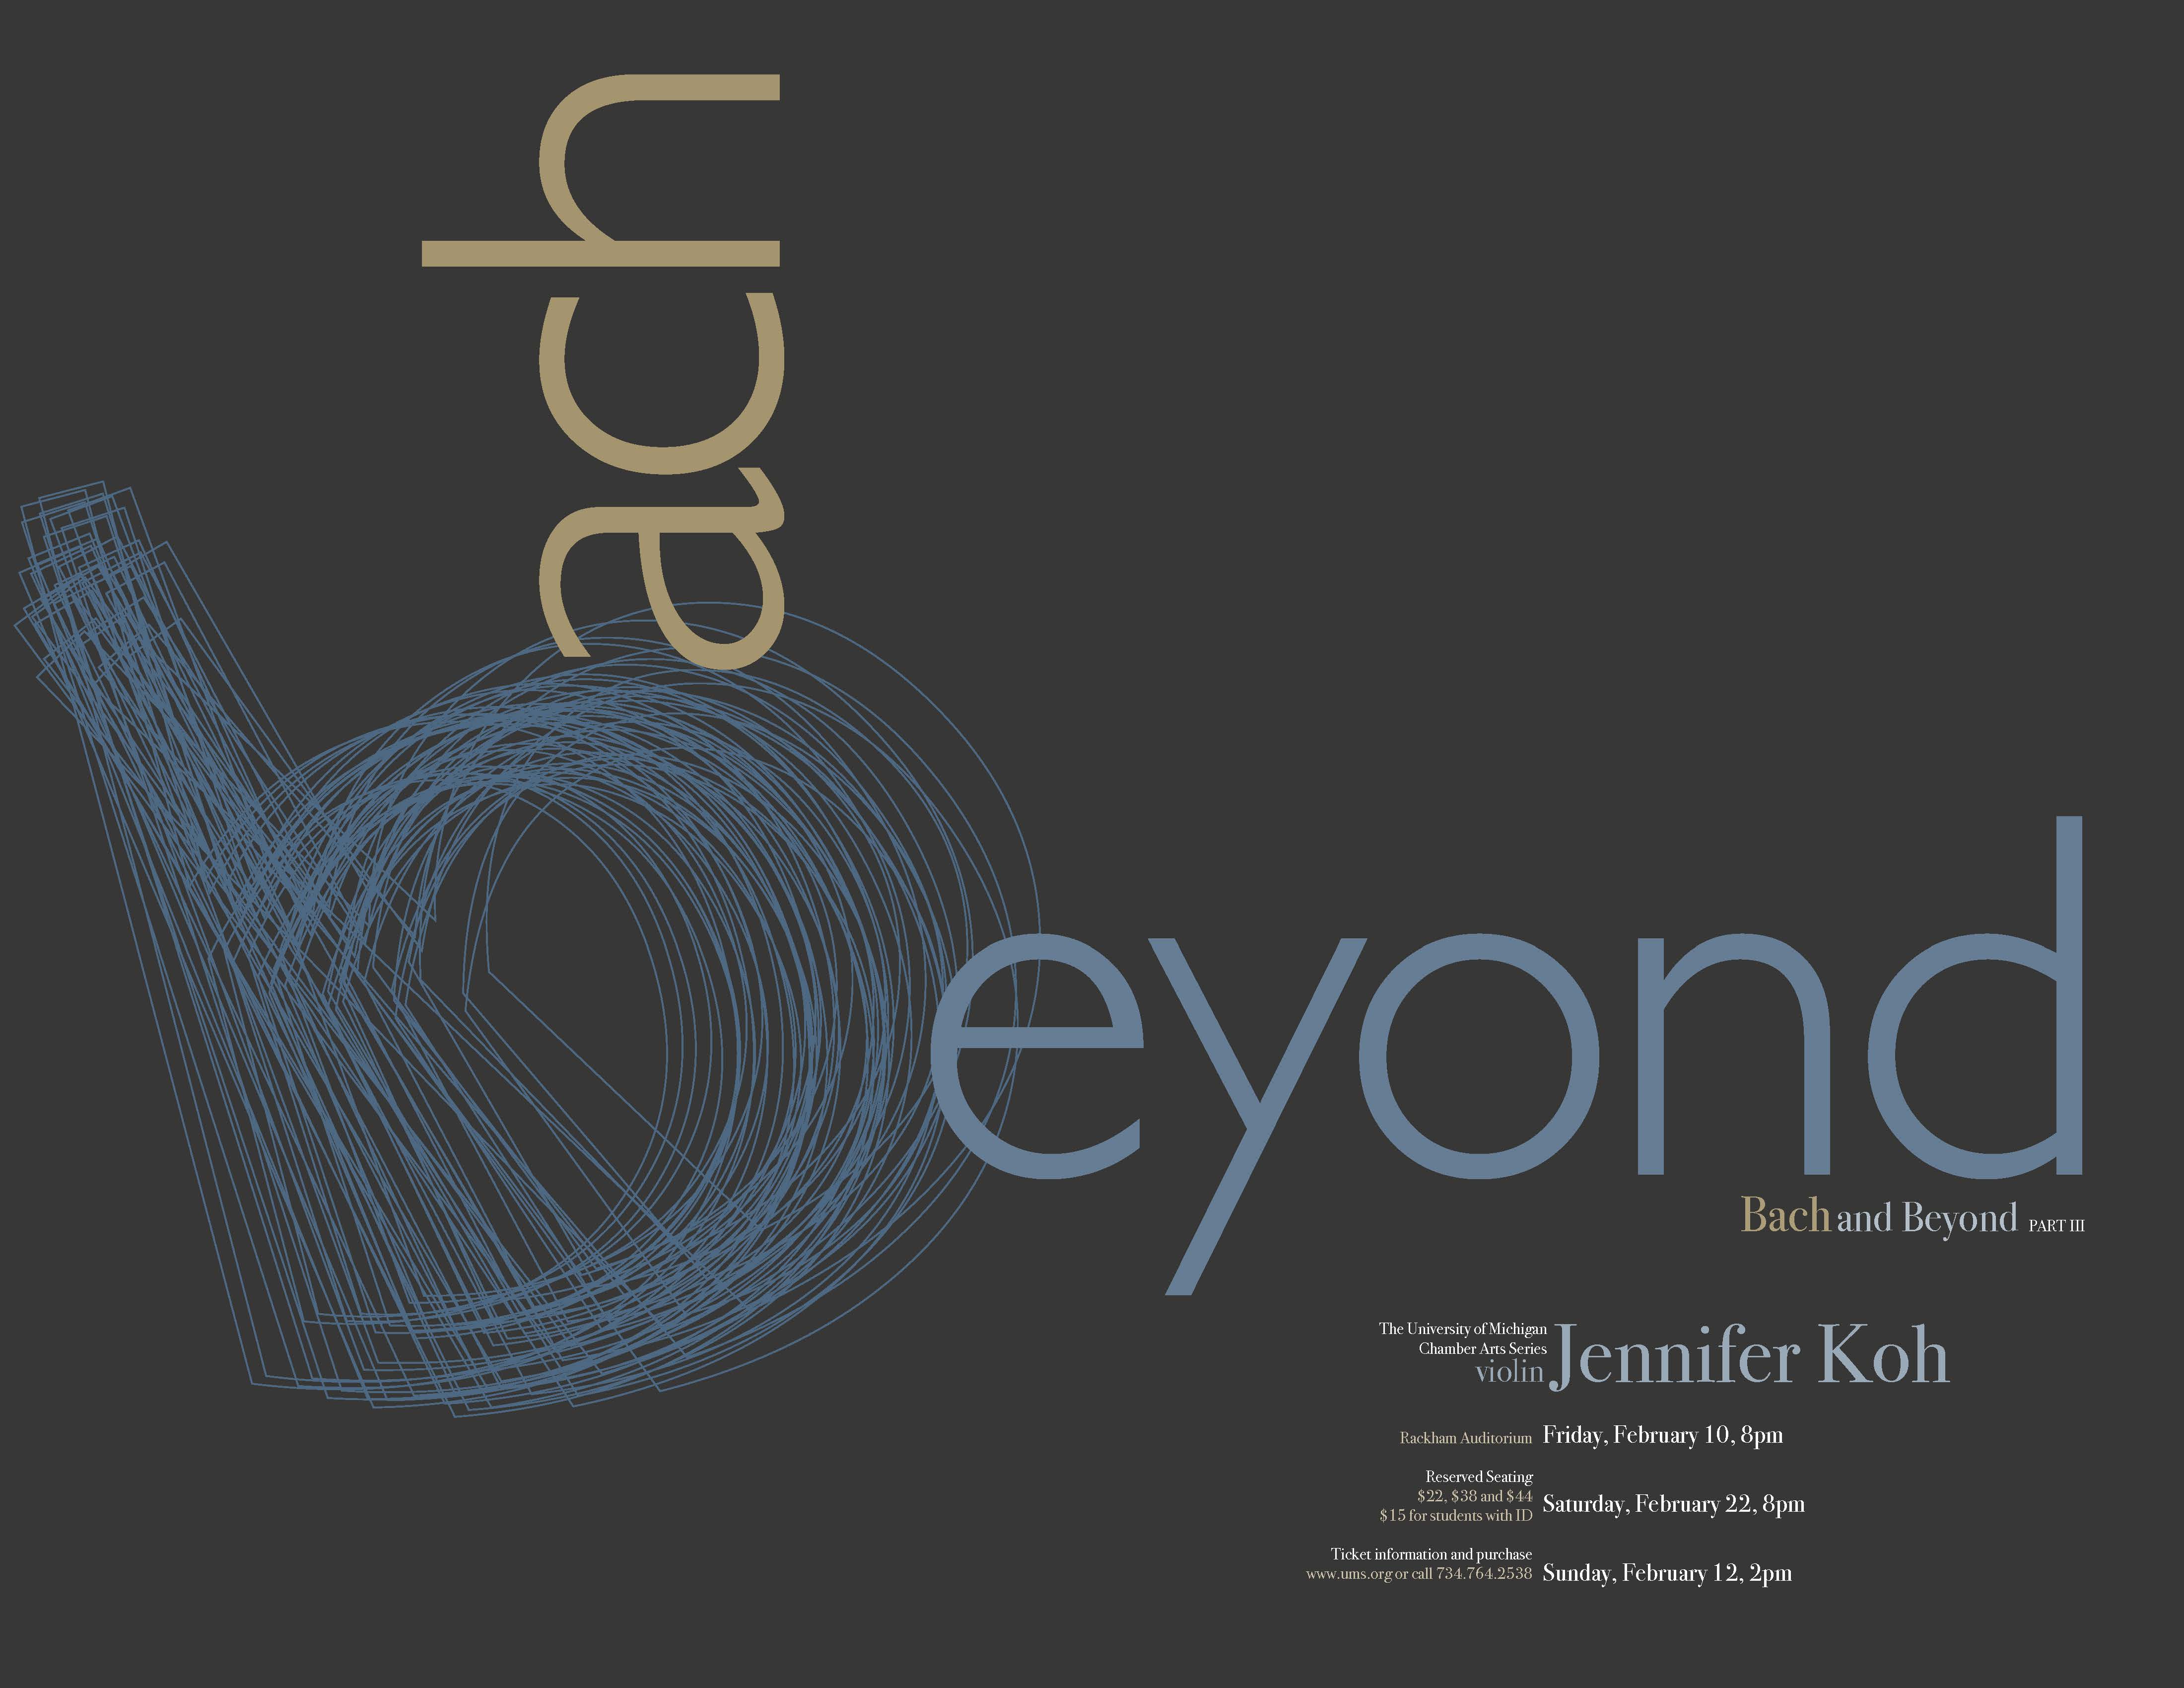 bach
beyond
Bach and Beyond PART III
The University of Michigan
Chamber Arts Series
violin Jennifer Koh
Rackham Auditorium Friday, February 10, 8pm
Reserved Seating
$22, $38 and $44
$15 for students with ID
Saturday, February 22, 8pm
Ticket information and purchase
www.ums.org or call 734.764.2538
Sunday, February 12, 2pm